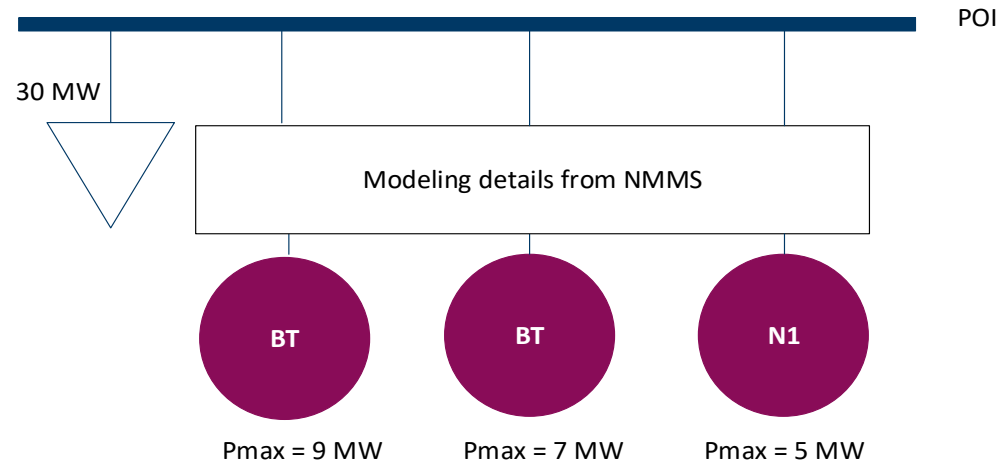 POI
30 MW
Modeling details from NMMS
BT
BT
N1
Pmax = 9 MW
Pmax = 7 MW
Pmax = 5 MW